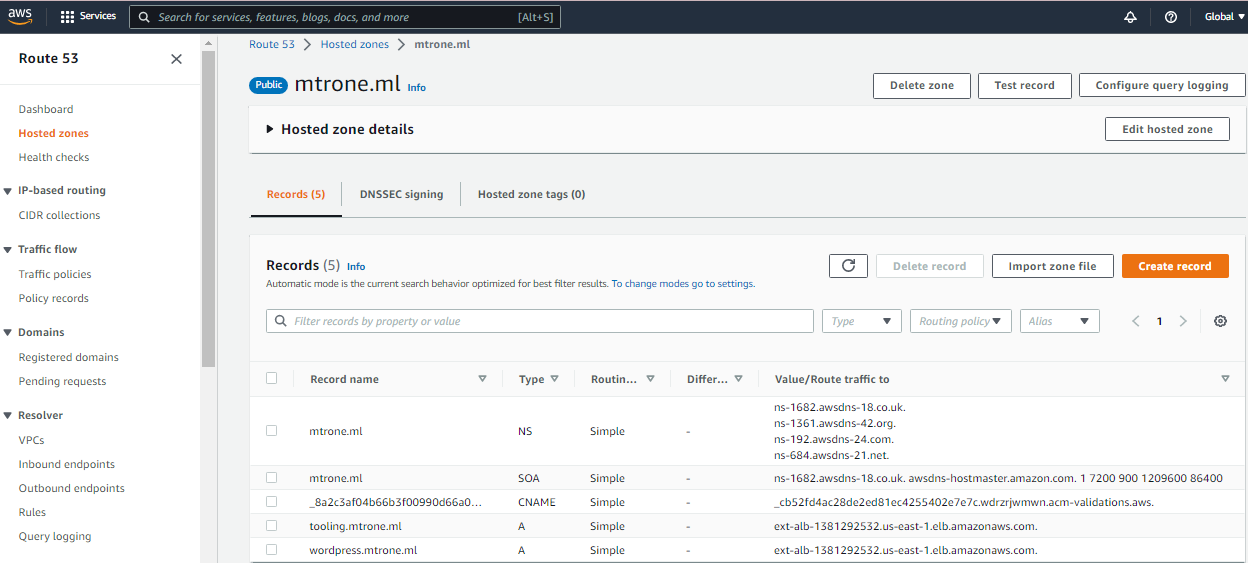 aws Services Search for services, features, blogs, docs, and more [Alt+S] Global
Route 53
Dashboard
Hosted zones
Health checks
IP-based routing
CIDR collections
Traffic flow
Traffic policies
Policy records
Domains
Registered domains
Pending requests
Resolver
VPCs
Inbound endpoints
Outbound endpoints
Rules
Query logging
Route 53 Hosted zones mtrone.ml
Public mtrone.ml Info Delete zone Test record Configure query logging
Hosted zone details Edit hosted zone
Records (5) DNSSEC signing Hosted zone tags (0)
Records (5) Info Delete record Import zone file Create record
Automatic mode is the current search behavior optimized for best filter results. To change modes go to settings.
Filter records by property or value Type Routing policy Alias 1
Record name Type Routin... Differ... Value/Route traffic to
ns-1682.awsdns-18.co.uk.
ns-1361.awsdns-42.org.
mtrone.ml NS Simple -
ns-192.awsdns-24.com.
ns-684.awsdns-21.net.
mtrone.ml SOA Simple - ns-1682.awsdns-18.co.uk. awsdns-hostmaster.amazon.com. 1 7200 900 1209600 86400
_8a2c3af04b66b3f00990d66a0... CNAME Simple - _cb52fd4ac28de2ed81ec4255402e7e7c.wdrzrjwmwn.acm-validations.aws.
tooling.mtrone.ml A Simple - ext-alb-1381292532.us-east-1.elb.amazonaws.com.
wordpress.mtrone.ml A Simple - ext-alb-1381292532.us-east-1.elb.amazonaws.com.